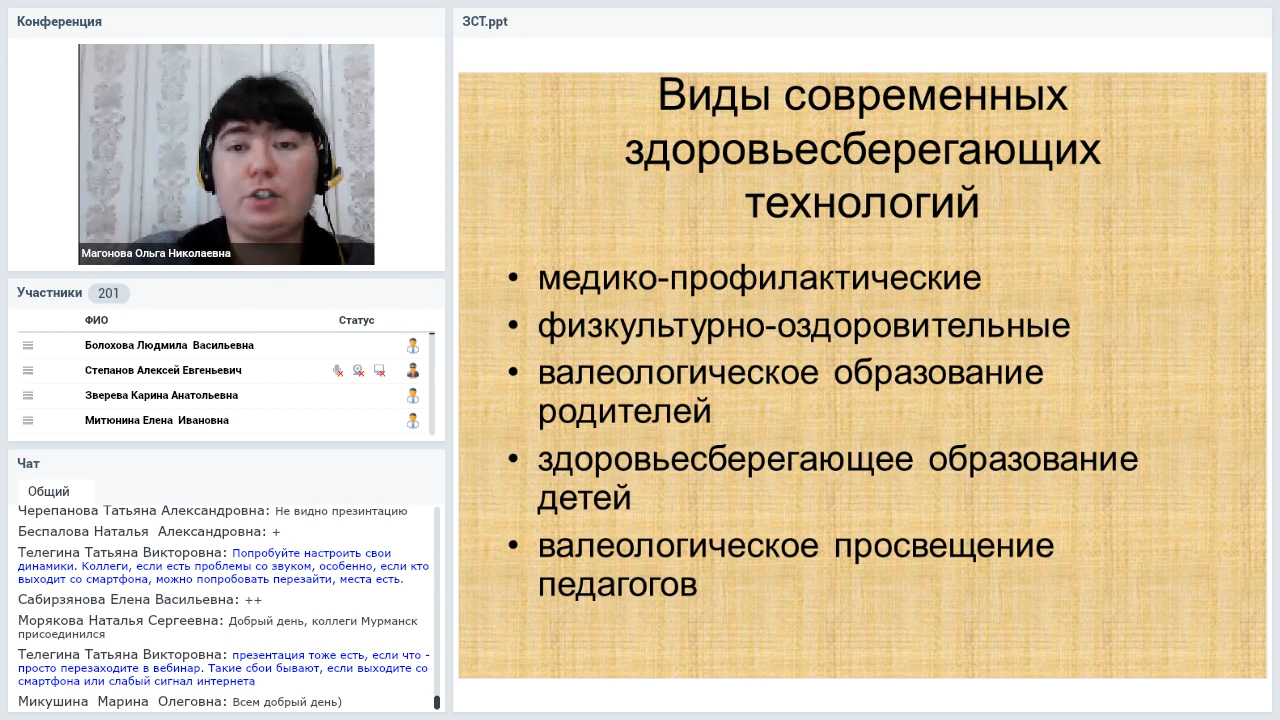 Конференция
Магонова Ольга Николаевна
Участники 201
ФИО Статус
Болохова Людмила Васильевна
Степанов Алексей Евгеньевич
Зверева Карина Анатольевна
Митюнина Елена Ивановна
Чат
Общий
Черепанова Татьяна Александровна: Не видно презинтацию
Беспалова Наталья Александровна: +
Телегина Татьяна Викторовна: Попробуйте настроить свои
динамики. Коллеги, если есть проблемы со звуком, особенно, если кто
выходит со смартфона, можно попробовать перезайти, места есть.
Сабирзянова Елена Васильевна: ++
Морякова Наталья Сергеевна: Добрый день, коллеги Мурманск
присоединился
Телегина Татьяна Викторовна: презентация тоже есть, если что -
просто перезаходите в вебинар. Такие сбои бывают, если выходите со
смартфона или слабый сигнал интернета
Микушина Марина Олеговна: Всем добрый день)
ЗСТ.ppt
Виды современных
здоровьесберегающих
технологий
• медико-профилактические
• физкультурно-оздоровительные
• валеологическое образование
родителей
• здоровьесберегающее образование
детей
• валеологическое просвещение
педагогов